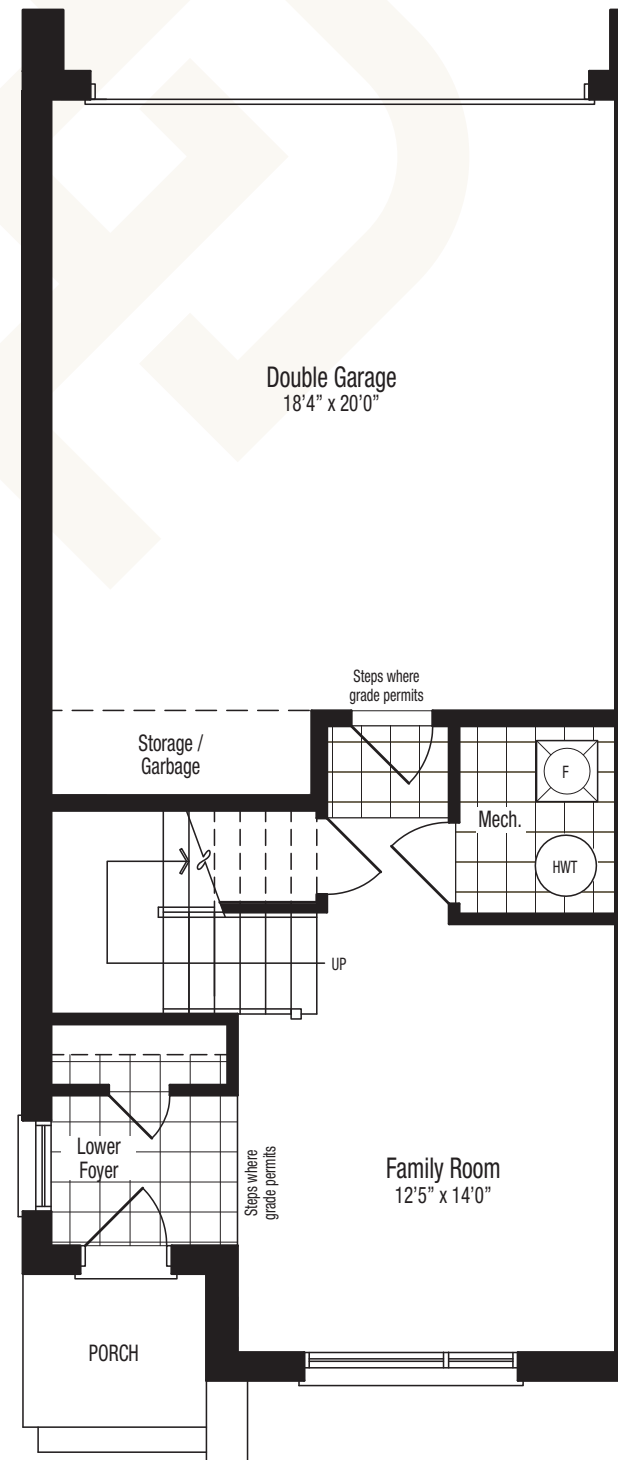 Double Garage
18’4” x 20’0”
Steps where
grade permits
Storage /
Garbage
F
Mech.
HWT
UP
Lower
Foyer
Steps where
grade permits
Family Room
12’5” x 14’0”
PORCH